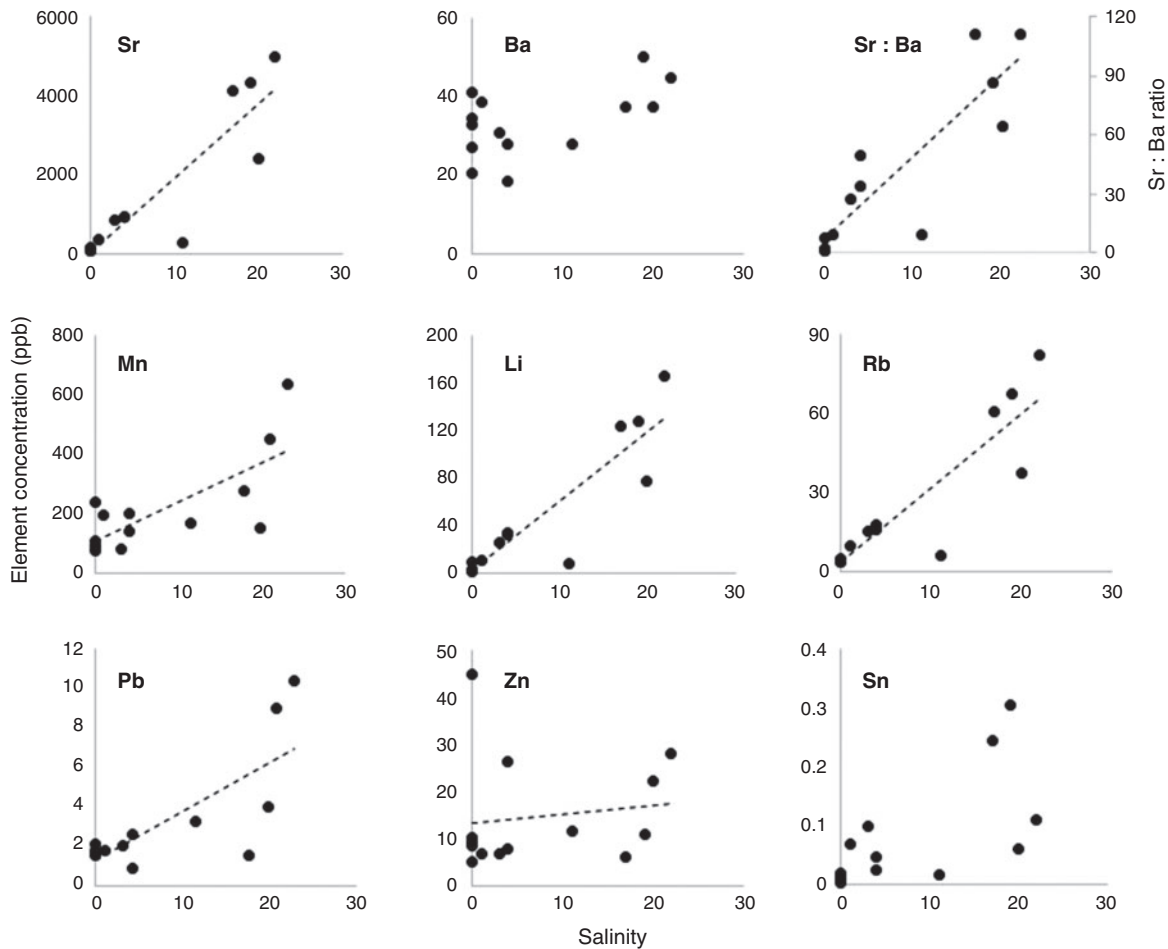 Sr
6000
4000
2000
0
0 10 20 30
Ba
60
40
20
0
0 10 20 30
Sr : Ba
120
90
60
30
0
0 10 20 30
Sr : Ba ratio
Element concentration (ppb)
Mn
800
600
400
200
0
0 10 20 30
Li
200
160
120
80
40
0
0 10 20 30
Rb
90
60
30
0
0 10 20 30
Pb
12
10
8
6
4
2
0
0 10 20 30
Zn
50
40
30
20
10
0
0 10 20 30
Sn
0.4
0.3
0.2
0.1
0
0 10 20 30
Salinity